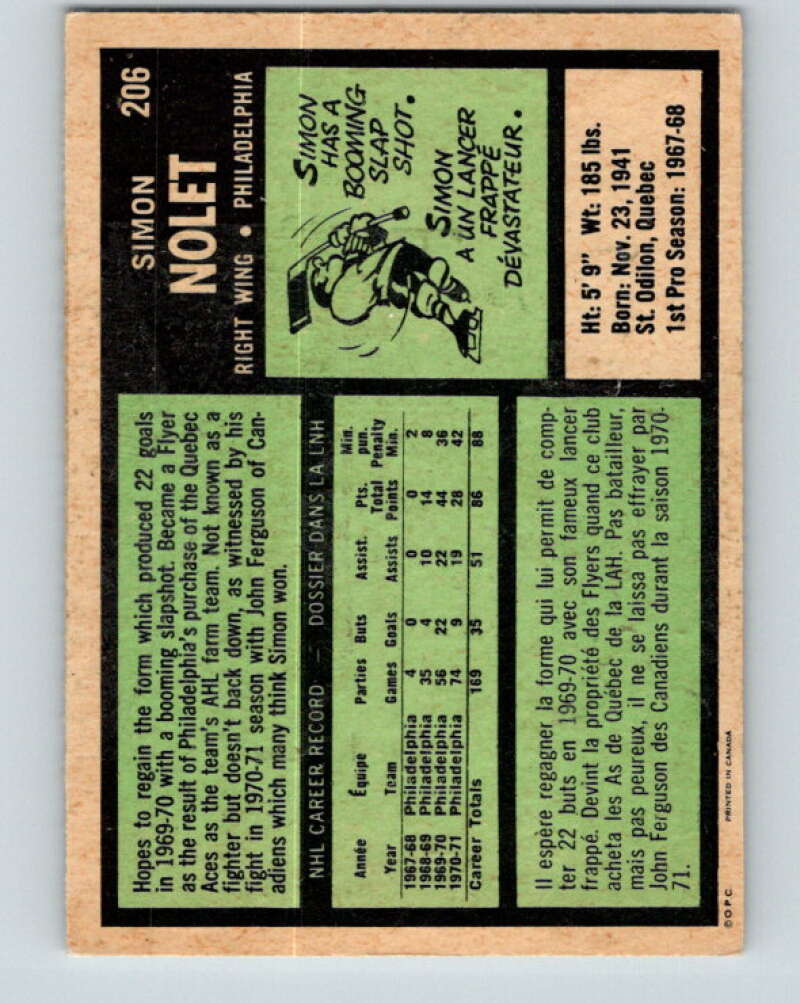 SIMON 206
NOLET
RIGHT WING • PHILADELPHIA
Hopes to regain the form which produced 22 goals
in 1969-70 with a booming slapshot. Became a Flyer
as the result of Philadelphia's purchase of the Quebec
Aces as the team's AHL farm team. Not known as a
fighter but doesn't back down, as witnessed by his
fight in 1970-71 season with John Ferguson of Can-
adiens which many think Simon won.
SIMON
HAS A
BOOMING
SLAP
SHOT.
SIMON
A UN LANCER
FRAPPÉ
DÉVASTATEUR.
NHL CAREER RECORD — DOSSIER DANS LA LNH
Année Équipe Parties Buts Assist. Pts. Min. pun.
Year Team Games Goals Assists Total Points Penalty Min.
1967-68 Philadelphia 4 0 0 0 2
1968-69 Philadelphia 35 4 10 14 8
1969-70 Philadelphia 56 22 22 44 36
1970-71 Philadelphia 74 9 19 28 42
Career Totals 169 35 51 86 88
Ht: 5' 9" Wt: 185 lbs.
Born: Nov. 23, 1941
St. Odilon, Quebec
1st Pro Season: 1967-68
Il espère regagner la forme qui lui permit de comp-
ter 22 buts en 1969-70 avec son fameux lancer
frappé. Devint la propriété des Flyers quand ce club
acheta les As de Québec de la LAH. Pas batailleur,
mais pas peureux, il ne se laissa pas effrayer par
John Ferguson des Canadiens durant la saison 1970-
71.
© O.P.C. PRINTED IN CANADA